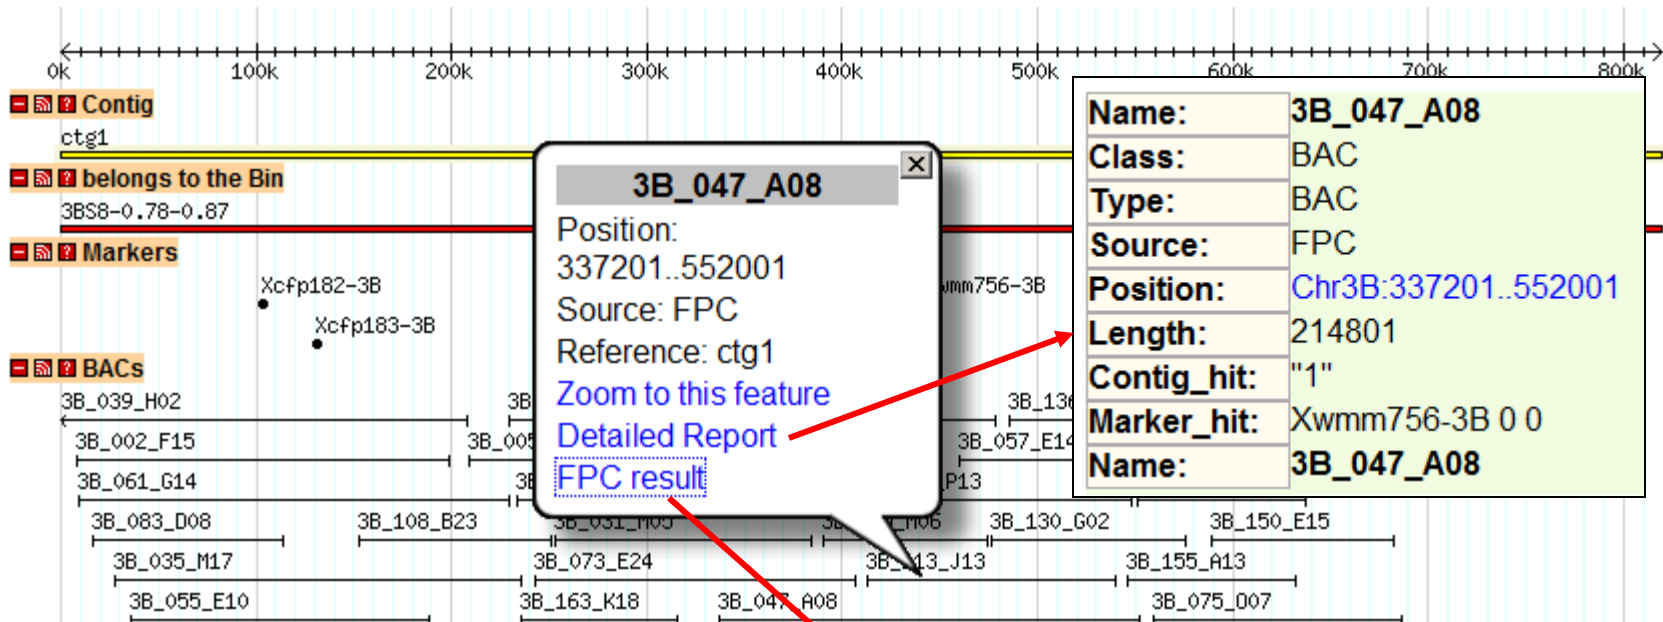 0k 100k 200k 300k 400k 500k 600k 700k 800k
Contig
ctg1
belongs to the Bin
3BS8-0.78-0.87
Markers
Xcfp182-3B
Xcfp183-3B
BACs
3B_039_H02
3B_002_F15
3B_061_G14
3B_083_D08 3B_108_B23 3B_130_G02 3B_150_E15
3B_035_M17 3B_073_E24 3B_155_A13
3B_055_E10 3B_163_K18 3B_047_A08 3B_075_O07
3B_057_E14
3B_047_A08
Position:
337201..552001
Source: FPC
Reference: ctg1
Zoom to this feature
Detailed Report
FPC result
Name: 3B_047_A08
Class: BAC
Type: BAC
Source: FPC
Position: Chr3B:337201..552001
Length: 214801
Contig_hit: "1"
Marker_hit: Xwmm756-3B 0 0
Name: 3B_047_A08